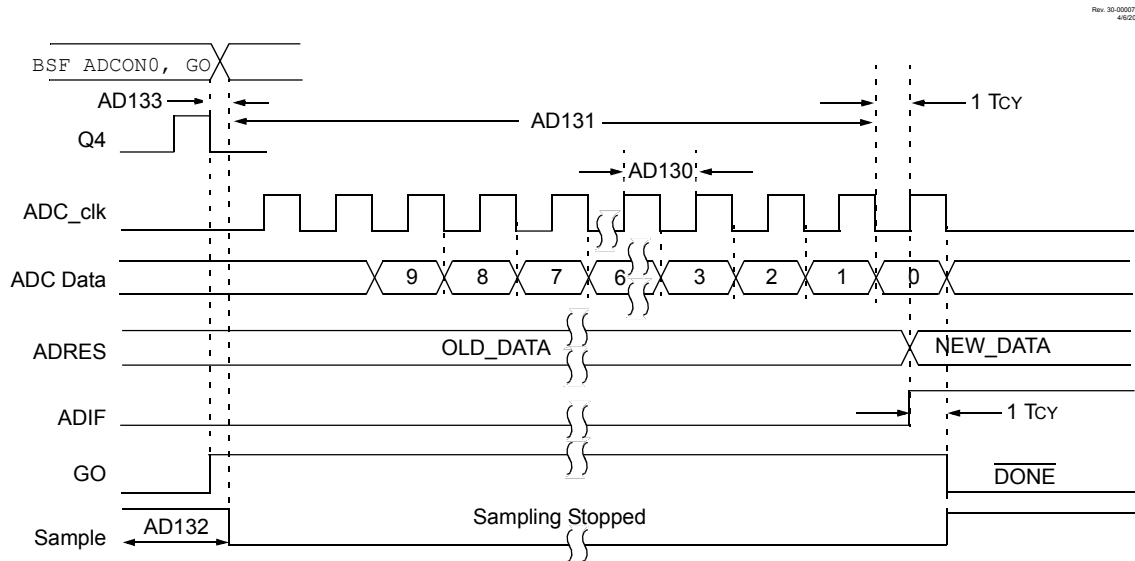 Rev. 30-00007
4/6/20
BSF ADCON0, GO
AD133
1 TCY
AD131
Q4
AD130
ADC_clk
ADC Data
9 8 7 6 3 2 1 0
ADRES
OLD_DATA
NEW_DATA
ADIF
1 TCY
GO
DONE
AD132
Sampling Stopped
Sample